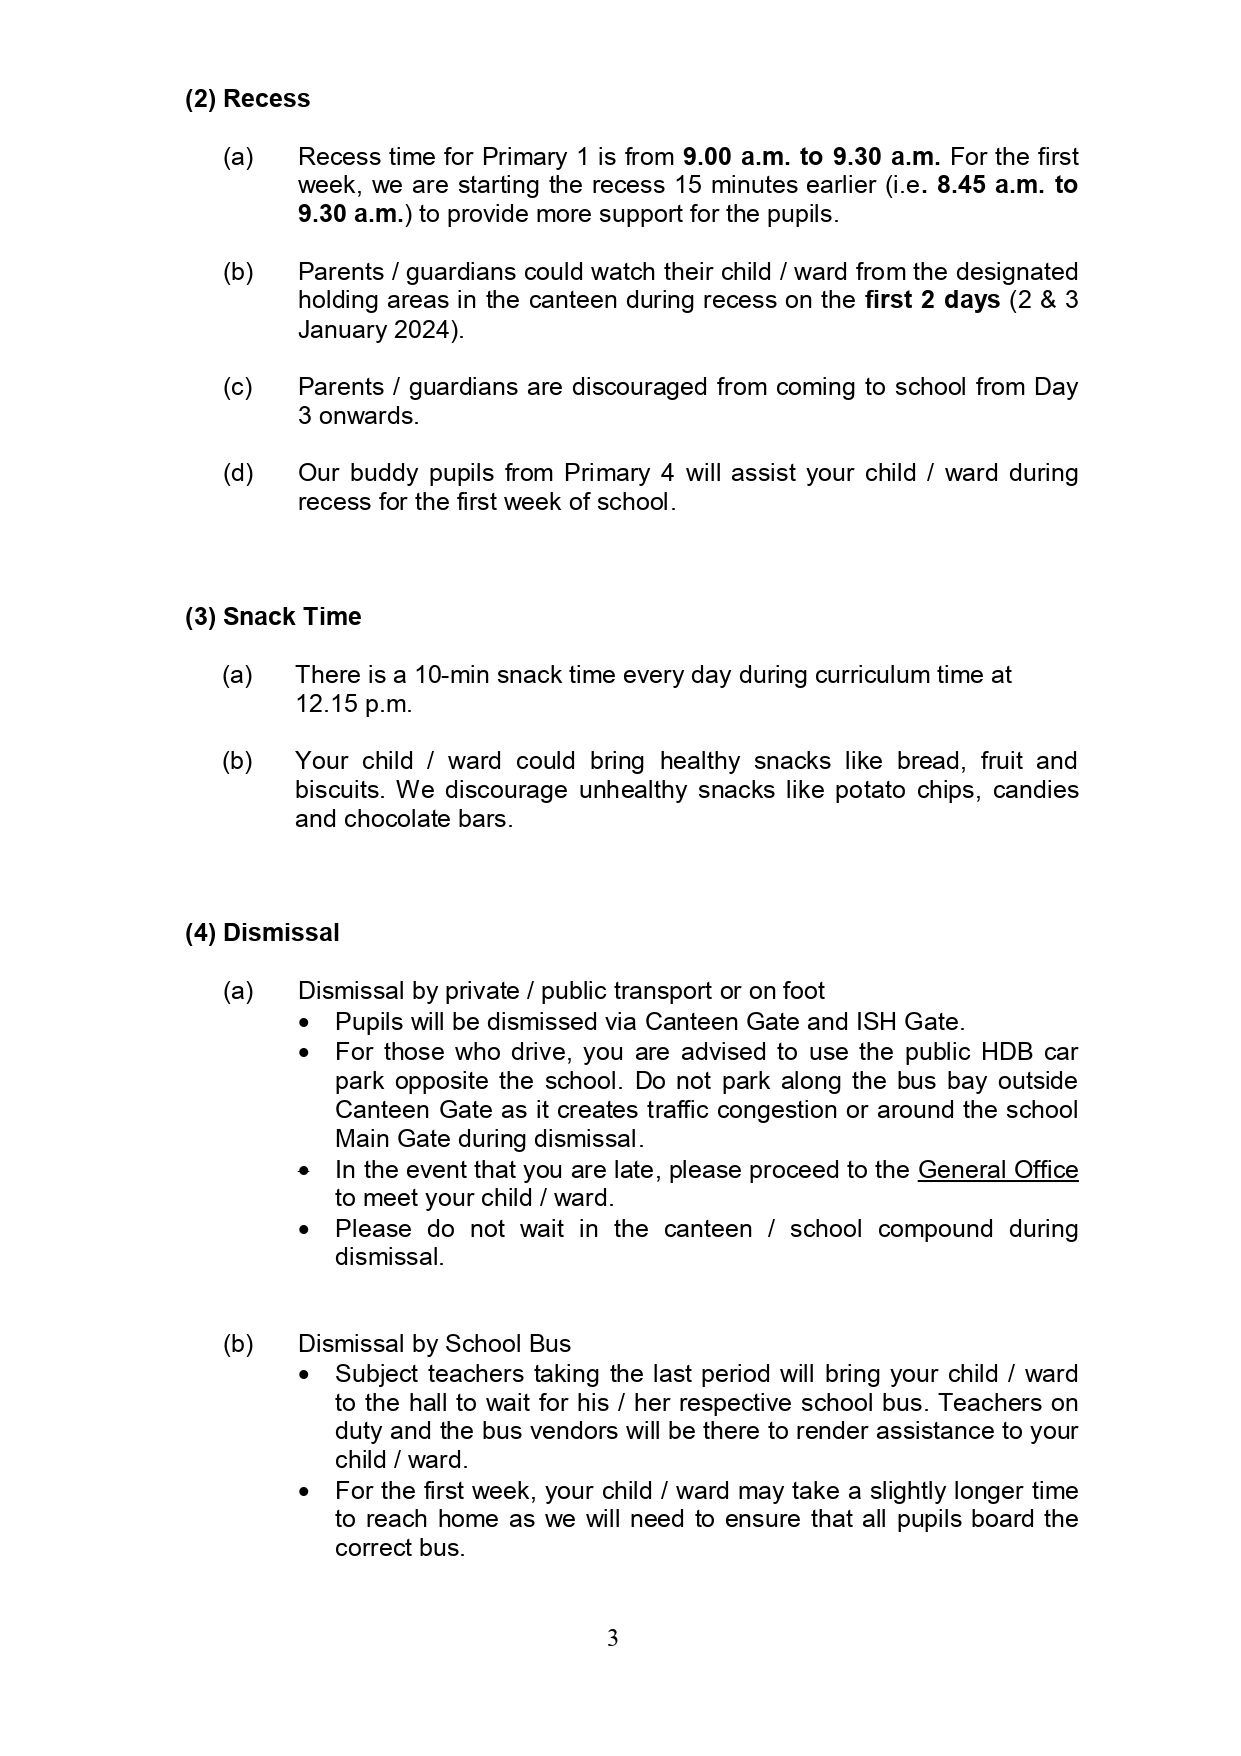 (2) Recess
(a) Recess time for Primary 1 is from 9.00 a.m. to 9.30 a.m. For the first
week, we are starting the recess 15 minutes earlier (i.e. 8.45 a.m. to
9.30 a.m.) to provide more support for the pupils.
(b) Parents / guardians could watch their child / ward from the designated
holding areas in the canteen during recess on the first 2 days (2 & 3
January 2024).
(c) Parents / guardians are discouraged from coming to school from Day
3 onwards.
(d) Our buddy pupils from Primary 4 will assist your child / ward during
recess for the first week of school.
(3) Snack Time
(a) There is a 10-min snack time every day during curriculum time at
12.15 p.m.
(b) Your child / ward could bring healthy snacks like bread, fruit and
biscuits. We discourage unhealthy snacks like potato chips, candies
and chocolate bars.
(4) Dismissal
(a) Dismissal by private / public transport or on foot
• Pupils will be dismissed via Canteen Gate and ISH Gate.
• For those who drive, you are advised to use the public HDB car
park opposite the school. Do not park along the bus bay outside
Canteen Gate as it creates traffic congestion or around the school
Main Gate during dismissal.
• In the event that you are late, please proceed to the General Office
to meet your child / ward.
• Please do not wait in the canteen / school compound during
dismissal.
(b) Dismissal by School Bus
• Subject teachers taking the last period will bring your child / ward
to the hall to wait for his / her respective school bus. Teachers on
duty and the bus vendors will be there to render assistance to your
child / ward.
• For the first week, your child / ward may take a slightly longer time
to reach home as we will need to ensure that all pupils board the
correct bus.
3